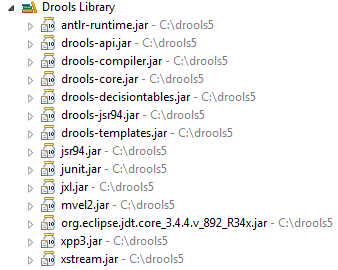 Drools Library
antlr-runtime.jar - C:\drools5
drools-api.jar - C:\drools5
drools-compiler.jar - C:\drools5
drools-core.jar - C:\drools5
drools-decisiontables.jar - C:\drools5
drools-jsr94.jar - C:\drools5
drools-templates.jar - C:\drools5
jsr94.jar - C:\drools5
junit.jar - C:\drools5
jxl.jar - C:\drools5
mvel2.jar - C:\drools5
org.eclipse.jdt.core_3.4.4.v_892_R34x.jar - C:\drools5
xpp3.jar - C:\drools5
xstream.jar - C:\drools5